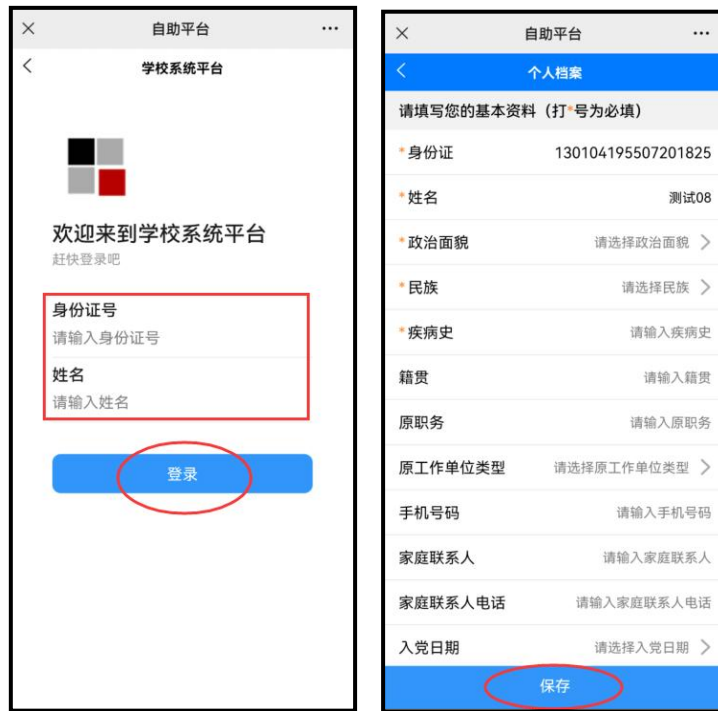 自助平台
学校系统平台
欢迎来到学校系统平台
赶快登录吧
身份证号
请输入身份证号
姓名
请输入姓名
登录
自助平台
个人档案
请填写您的基本资料（打*号为必填）
*身份证 130104195507201825
*姓名 测试08
*政治面貌 请选择政治面貌
*民族 请选择民族
*疾病史 请输入疾病史
籍贯 请输入籍贯
原职务 请输入原职务
原工作单位类型 请选择原工作单位类型
手机号码 请输入手机号码
家庭联系人 请输入家庭联系人
家庭联系人电话 请输入家庭联系人电话
入党日期 请选择入党日期
保存